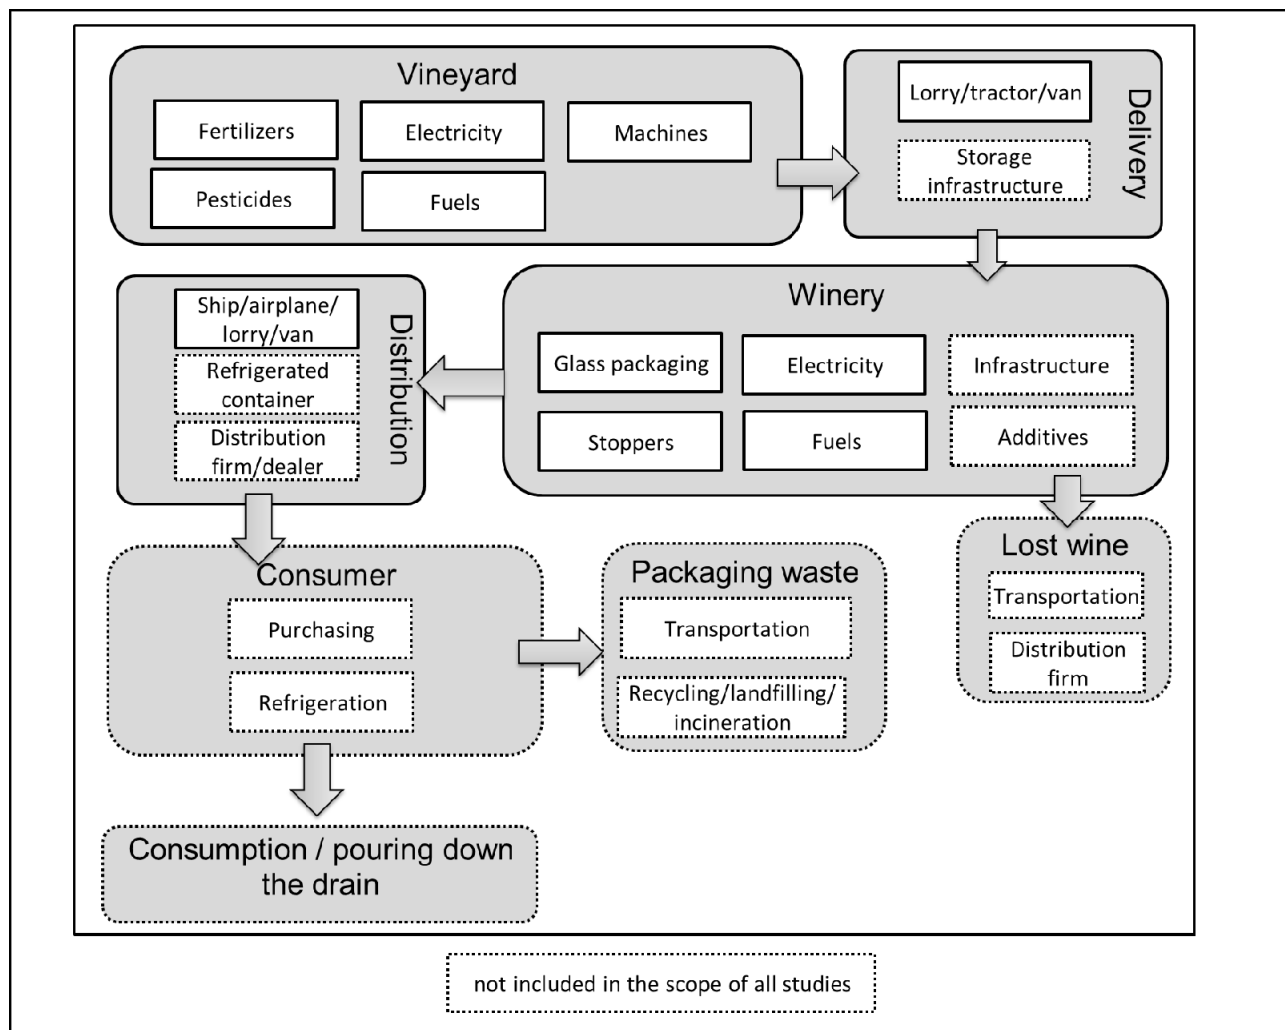 Vineyard
Fertilizers
Electricity
Machines
Pesticides
Fuels
Lorry/tractor/van
Storage
infrastructure
Delivery
Winery
Glass packaging
Electricity
Infrastructure
Stoppers
Fuels
Additives
Ship/airplane/
lorry/van
Refrigerated
container
Distribution
firm/dealer
Distribution
Lost wine
Transportation
Distribution
firm
Consumer
Purchasing
Refrigeration
Packaging waste
Transportation
Recycling/landfilling/
incineration
Consumption / pouring down
the drain
not included in the scope of all studies